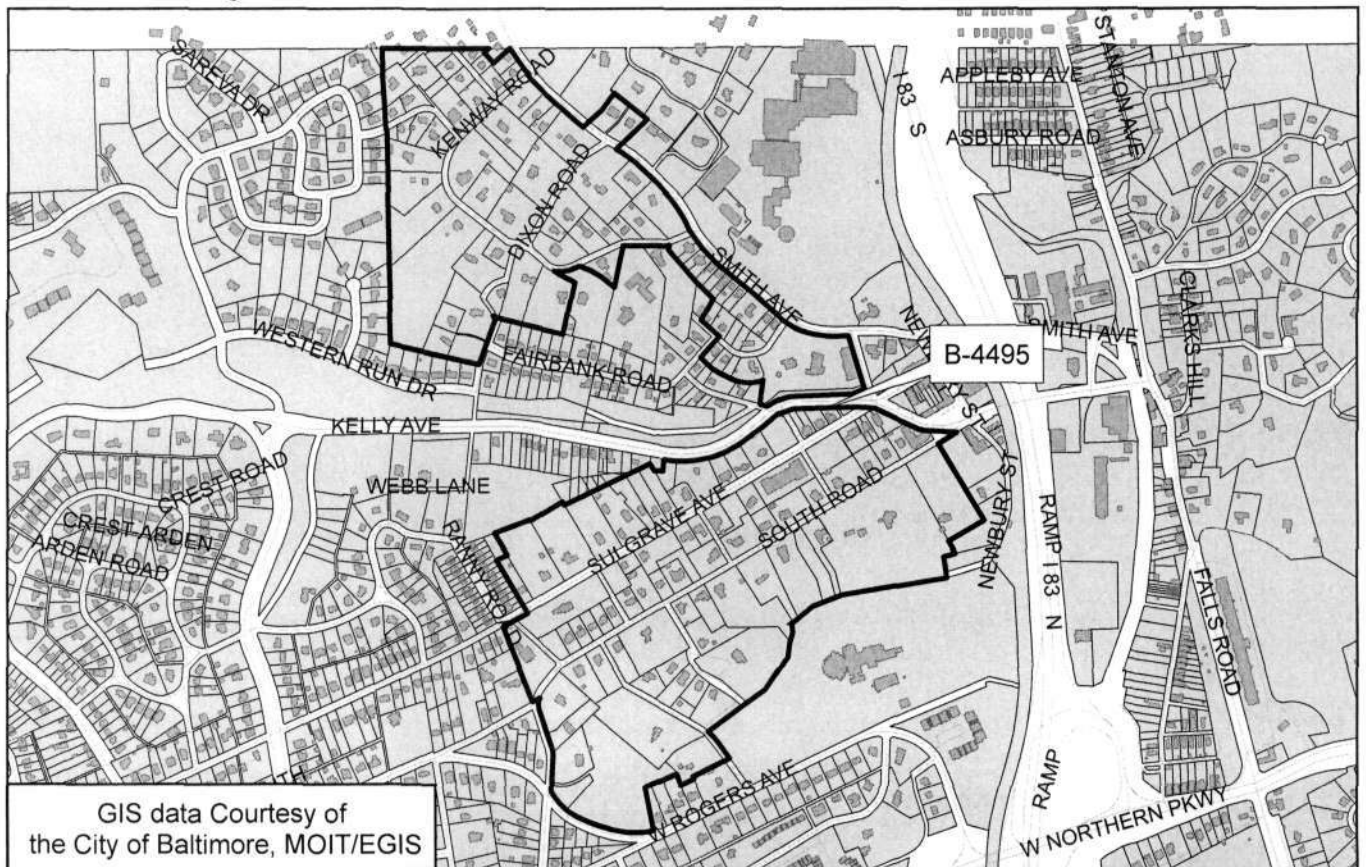 SAREVA DR
KENWAY ROAD
DIXON ROAD
I 83 S
APPLEBY AVE
STANTON AVE
ASBURY ROAD
SMITH AVE
CLARKS HILL
SMITH AVE
B-4495
WESTERN RUN DR
FAIRBANK ROAD
KELLY AVE
CREST ROAD
WEBB LANE
CREST ARDEN
ARDEN ROAD
RANNY ROAD
SULGRAVE AVE
SOUTH ROAD
NEWBURY ST
RAMP I 83 N
FALLS ROAD
W ROGERS AVE
RAMP
W NORTHERN PKWY
GIS data Courtesy of
the City of Baltimore, MOIT/EGIS